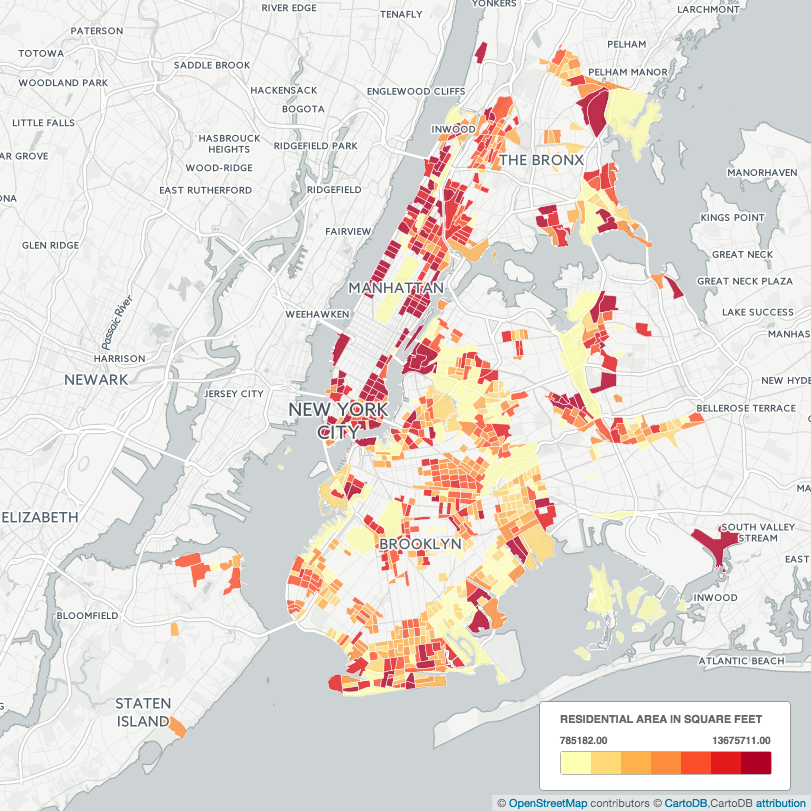 YONKERS
RIVER EDGE
TENAFLY
LARCHMONT
PATERSON
PELHAM
TOTOWA
SADDLE BROOK
PELHAM MANOR
WOODLAND PARK
HACKENSACK
ENGLEWOOD CLIFFS
BOGOTA
LITTLE FALLS
INWOOD
HASBROUCK
HEIGHTS
RIDGEFIELD PARK
AR GROVE
THE BRONX
WOOD-RIDGE
MANORHAVEN
EAST RUTHERFORD
RIDGEFIELD
KINGS POINT
FAIRVIEW
GLEN RIDGE
GREAT NECK
GREAT NECK PLAZA
MANHATTAN
Passaic River
WEEHAWKEN
LAKE SUCCESS
MANHAS
HARRISON
NEWARK
NEW HYDE
JERSEY CITY
NEW YORK
CITY
BELLEROSE TERRACE
MA
ELIZABETH
SOUTH VALLEY
STREAM
BROOKLYN
EAST
INWOOD
BLOOMFIELD
ATLANTIC BEACH
STATEN
ISLAND
RESIDENTIAL AREA IN SQUARE FEET
785182.00 13675711.00
© OpenStreetMap contributors © CartoDB,CartoDB attribution